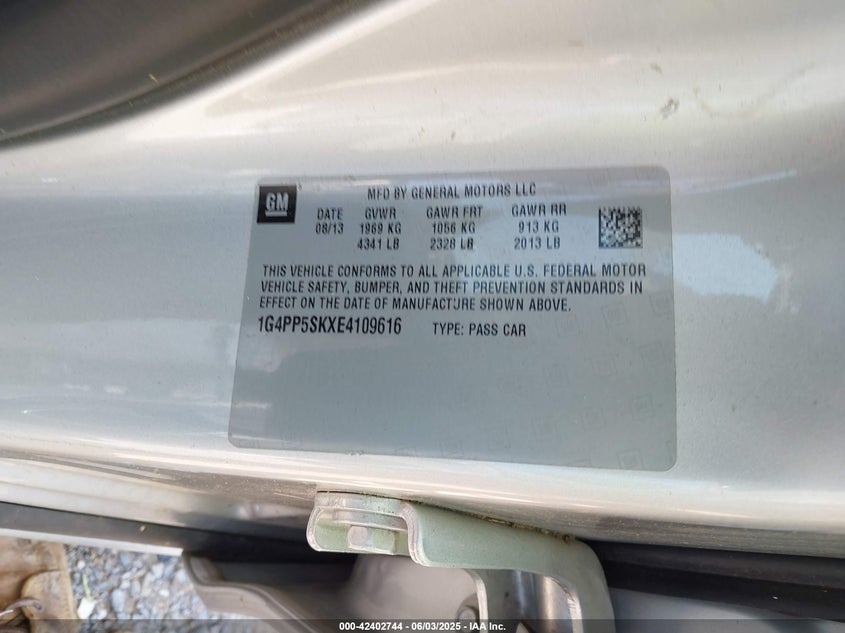 MFD BY GENERAL MOTORS LLC
GM
DATE GVWR GAWR FRT GAWR RR
08/13 1969 KG 1056 KG 913 KG
4341 LB 2328 LB 2013 LB
THIS VEHICLE CONFORMS TO ALL APPLICABLE U.S. FEDERAL MOTOR
VEHICLE SAFETY, BUMPER, AND THEFT PREVENTION STANDARDS IN
EFFECT ON THE DATE OF MANUFACTURE SHOWN ABOVE.
1G4PP5SKXE4109616 TYPE: PASS CAR
000-42402744 - 06/03/2025 - IAA Inc.